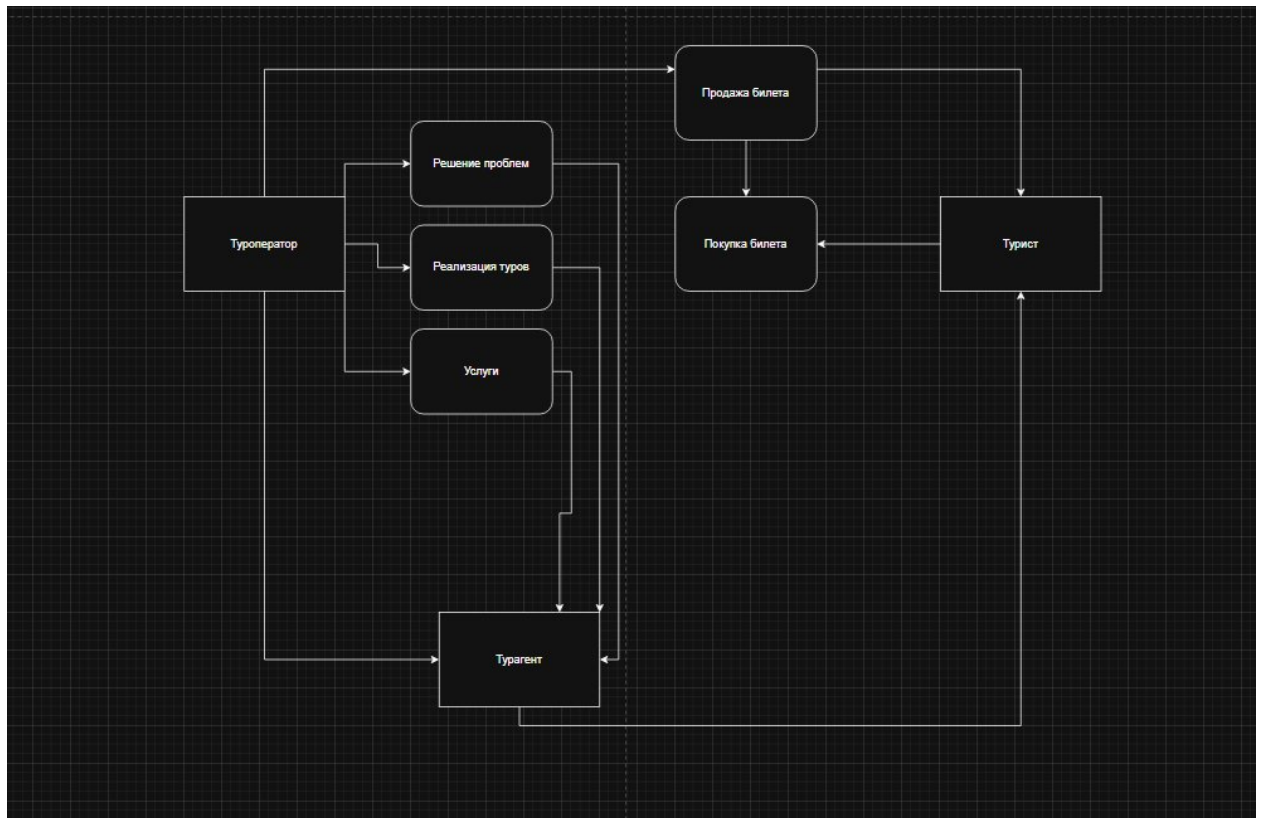 Продажа билета
Решение проблем
Туроператор
Покупка билета
Турист
Реализация туров
Услуги
Турагент